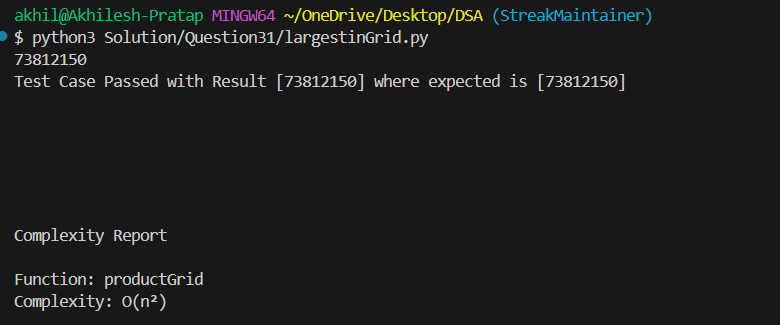 akhil@Akhilesh-Pratap MINGW64 ~/OneDrive/Desktop/DSA (StreakMaintainer)
$ python3 Solution/Question31/largestinGrid.py
73812150
Test Case Passed with Result [73812150] where expected is [73812150]
Complexity Report
Function: productGrid
Complexity: O(n²)